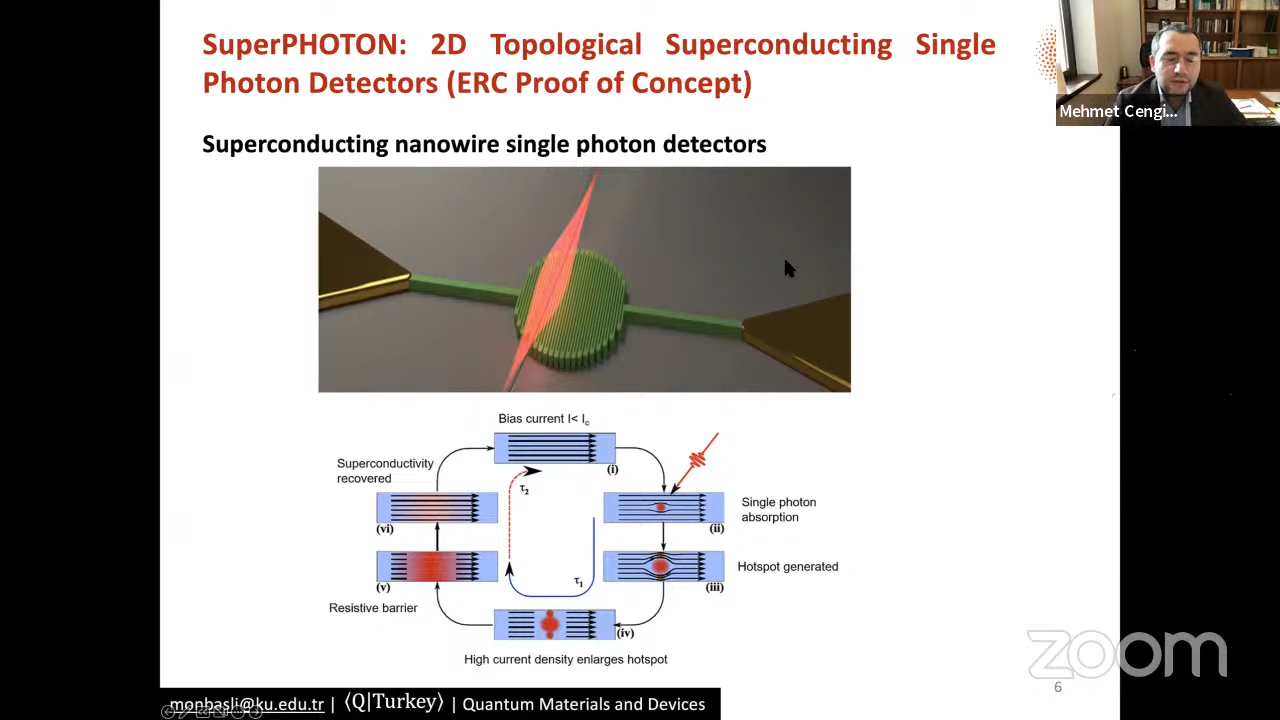 SuperPHOTON: 2D Topological Superconducting Single
Photon Detectors (ERC Proof of Concept)
Mehmet Cengi...
Superconducting nanowire single photon detectors
Bias current I< Ic
(i)
Superconductivity
recovered
τ2
Single photon
absorption
(vi)
(ii)
Hotspot generated
(v)
τ1
(iii)
Resistive barrier
(iv)
High current density enlarges hotspot
zoom
6
monbasli@ku.edu.tr | ⟨Q|Turkey⟩ | Quantum Materials and Devices